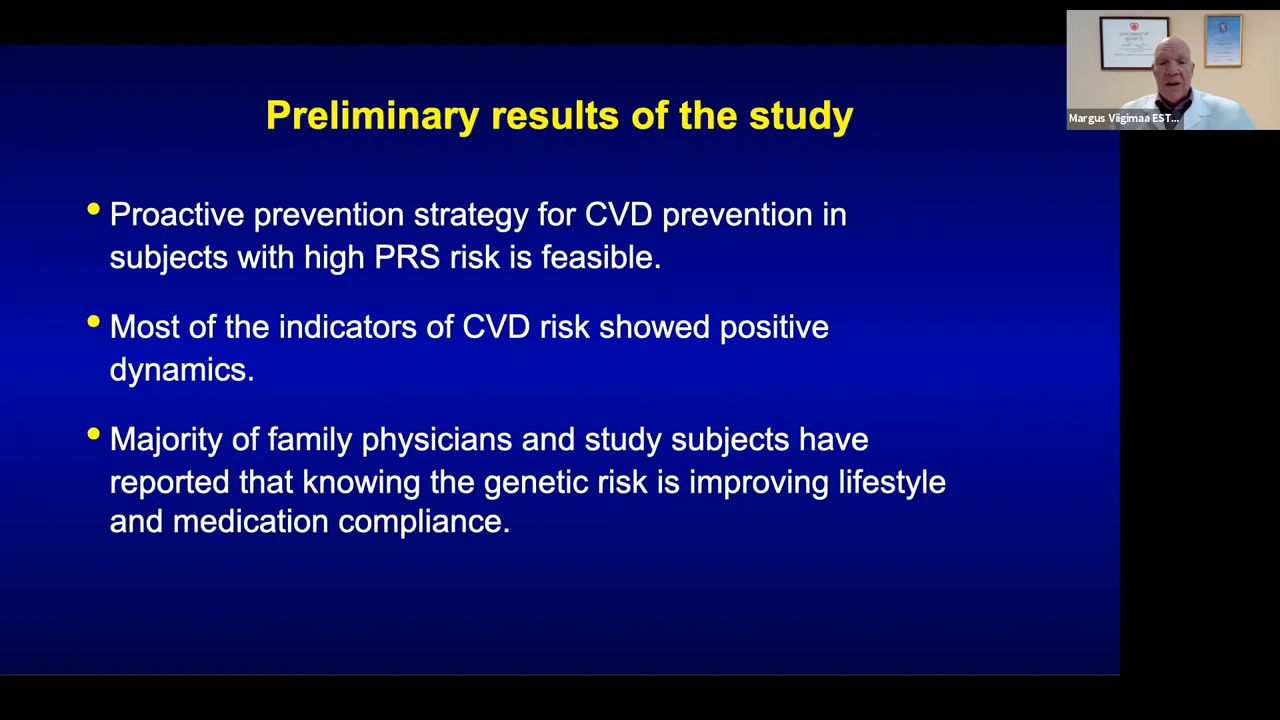 Preliminary results of the study
• Proactive prevention strategy for CVD prevention in
subjects with high PRS risk is feasible.
• Most of the indicators of CVD risk showed positive
dynamics.
• Majority of family physicians and study subjects have
reported that knowing the genetic risk is improving lifestyle
and medication compliance.
Margus Viigimaa EST...